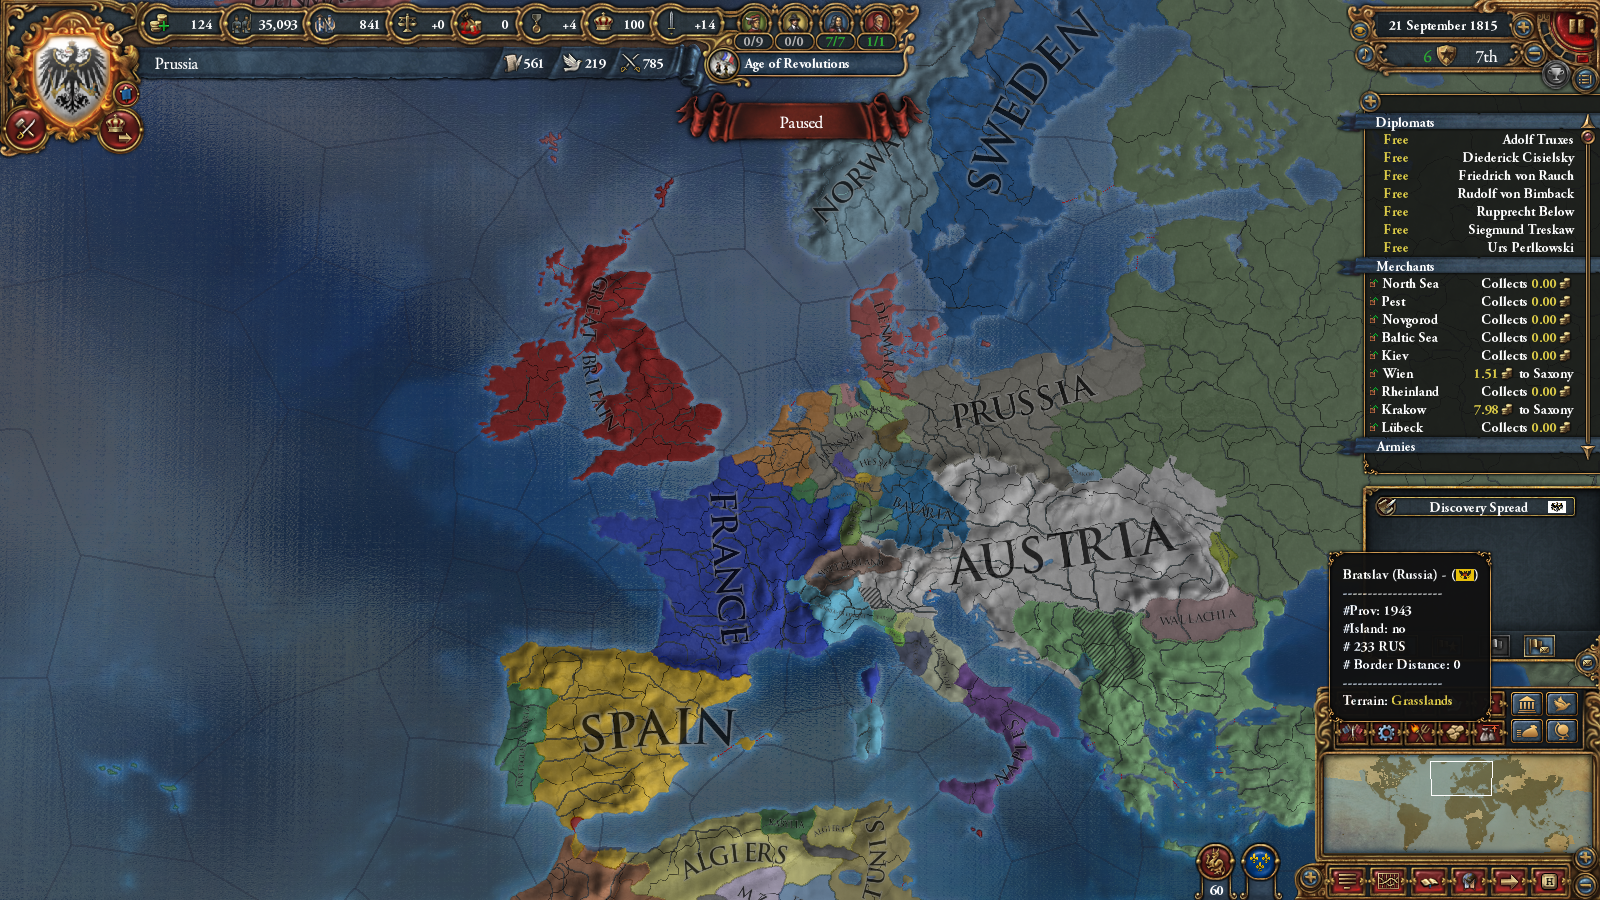 124
35,093
841
+0
0
+4
100
+14
0/9
0/0
7/7
1/1
21 September 1815
6
7th
Prussia
561
219
785
Age of Revolutions
Paused
Diplomats
Free Adolf Truxes
Free Diederick Cisielsky
Free Friedrich von Rauch
Free Rudolf von Bimback
Free Rupprecht Below
Free Siegmund Treskaw
Free Urs Perlkowski
Merchants
North Sea Collects 0.00
Pest Collects 0.00
Novgorod Collects 0.00
Baltic Sea Collects 0.00
Kiev Collects 0.00
Wien 1.51 to Saxony
Rheinland Collects 0.00
Krakow 7.98 to Saxony
Lübeck Collects 0.00
Armies
Discovery Spread
Bratslav (Russia) - ( )
--------------------
#Prov: 1943
#Island: no
# 233 RUS
# Border Distance: 0
--------------------
Terrain: Grasslands
SWEDEN
NORWA
GREAT BRITAIN
DENMARK
PRUSSIA
HANOVER
FRANCE
BAVARIA
AUSTRIA
WALLACHIA
SPAIN
ALGIERS
TUNIS
60